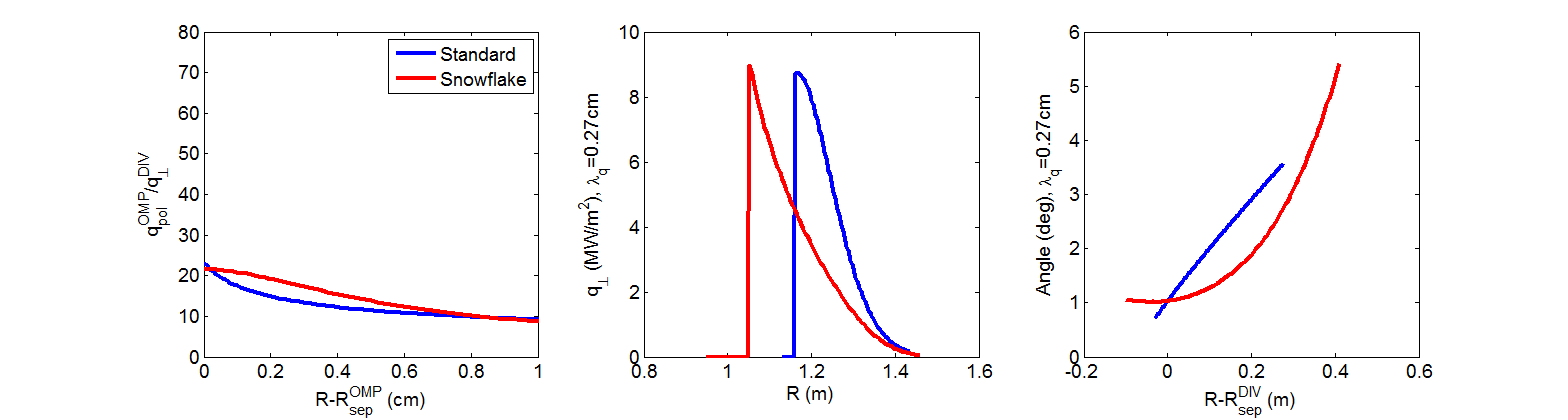 80
70
60
50
40
30
20
10
0
q_pol^OMP/q_⊥^DIV
Standard
Snowflake
0 0.2 0.4 0.6 0.8 1
R-R_sep^OMP (cm)
10
8
6
4
2
0
q_⊥ (MW/m²), λ_q=0.27cm
0.8 1 1.2 1.4 1.6
R (m)
6
5
4
3
2
1
0
Angle (deg), λ_q=0.27cm
-0.2 0 0.2 0.4 0.6
R-R_sep^DIV (m)